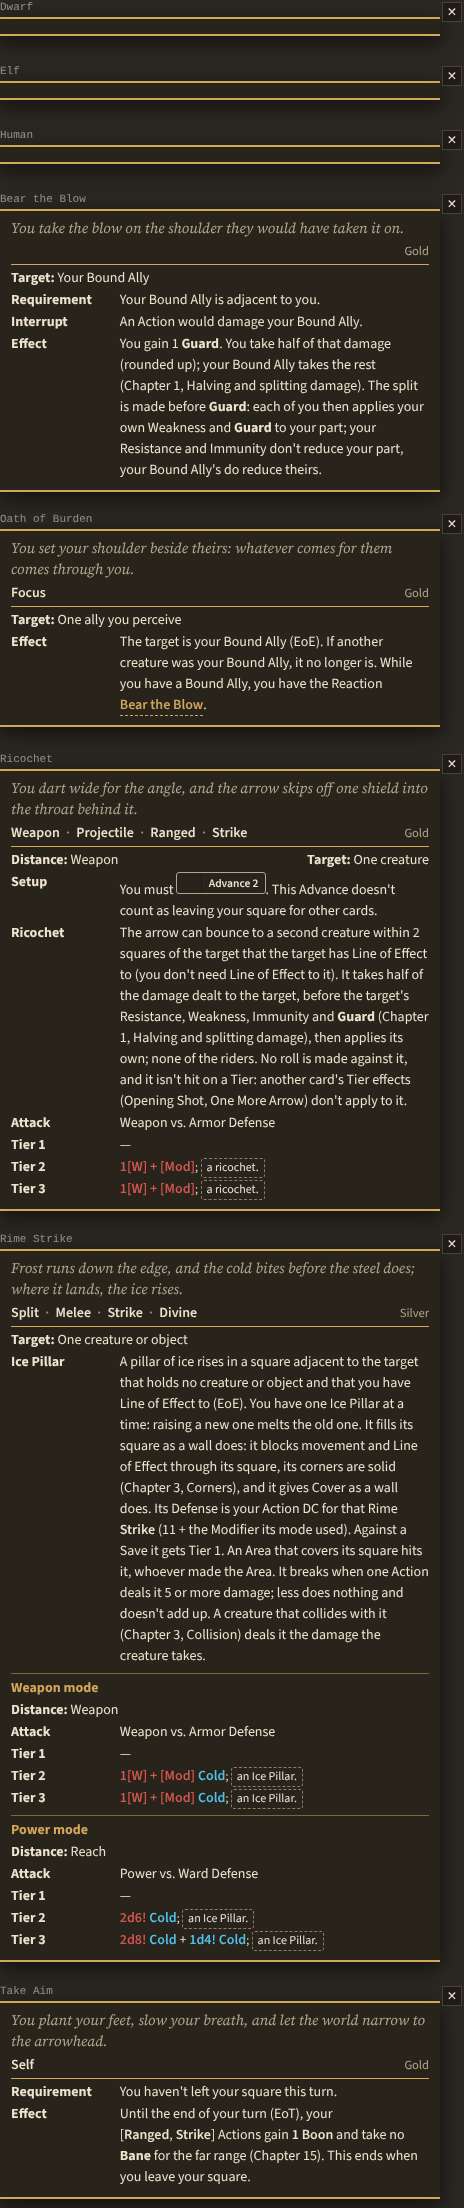 Dwarf
✕
Elf
✕
Human
✕
Bear the Blow
✕
You take the blow on the shoulder they would have taken it on.
Gold
Target: Your Bound Ally
Requirement Your Bound Ally is adjacent to you.
Interrupt An Action would damage your Bound Ally.
Effect You gain 1 Guard. You take half of that damage
(rounded up); your Bound Ally takes the rest
(Chapter 1, Halving and splitting damage). The split
is made before Guard: each of you then applies your
own Weakness and Guard to your part; your
Resistance and Immunity don't reduce your part,
your Bound Ally's do reduce theirs.
Oath of Burden
✕
You set your shoulder beside theirs: whatever comes for them
comes through you.
Focus Gold
Target: One ally you perceive
Effect The target is your Bound Ally (EoE). If another
creature was your Bound Ally, it no longer is. While
you have a Bound Ally, you have the Reaction
Bear the Blow.
Ricochet
✕
You dart wide for the angle, and the arrow skips off one shield into
the throat behind it.
Weapon · Projectile · Ranged · Strike Gold
Distance: Weapon Target: One creature
Setup You must Advance 2. This Advance doesn't
count as leaving your square for other cards.
Ricochet The arrow can bounce to a second creature within 2
squares of the target that the target has Line of Effect
to (you don't need Line of Effect to it). It takes half of
the damage dealt to the target, before the target's
Resistance, Weakness, Immunity and Guard (Chapter
1, Halving and splitting damage), then applies its
own; none of the riders. No roll is made against it,
and it isn't hit on a Tier: another card's Tier effects
(Opening Shot, One More Arrow) don't apply to it.
Attack Weapon vs. Armor Defense
Tier 1 —
Tier 2 1[W] + [Mod]; a ricochet.
Tier 3 1[W] + [Mod]; a ricochet.
Rime Strike
✕
Frost runs down the edge, and the cold bites before the steel does;
where it lands, the ice rises.
Split · Melee · Strike · Divine Silver
Target: One creature or object
Ice Pillar A pillar of ice rises in a square adjacent to the target
that holds no creature or object and that you have
Line of Effect to (EoE). You have one Ice Pillar at a
time: raising a new one melts the old one. It fills its
square as a wall does: it blocks movement and Line
of Effect through its square, its corners are solid
(Chapter 3, Corners), and it gives Cover as a wall
does. Its Defense is your Action DC for that Rime
Strike (11 + the Modifier its mode used). Against a
Save it gets Tier 1. An Area that covers its square hits
it, whoever made the Area. It breaks when one Action
deals it 5 or more damage; less does nothing and
doesn't add up. A creature that collides with it
(Chapter 3, Collision) deals it the damage the
creature takes.
Weapon mode
Distance: Weapon
Attack Weapon vs. Armor Defense
Tier 1 —
Tier 2 1[W] + [Mod] Cold; an Ice Pillar.
Tier 3 1[W] + [Mod] Cold; an Ice Pillar.
Power mode
Distance: Reach
Attack Power vs. Ward Defense
Tier 1 —
Tier 2 2d6! Cold; an Ice Pillar.
Tier 3 2d8! Cold + 1d4! Cold; an Ice Pillar.
Take Aim
✕
You plant your feet, slow your breath, and let the world narrow to
the arrowhead.
Self Gold
Requirement You haven't left your square this turn.
Effect Until the end of your turn (EoT), your
[Ranged, Strike] Actions gain 1 Boon and take no
Bane for the far range (Chapter 15). This ends when
you leave your square.